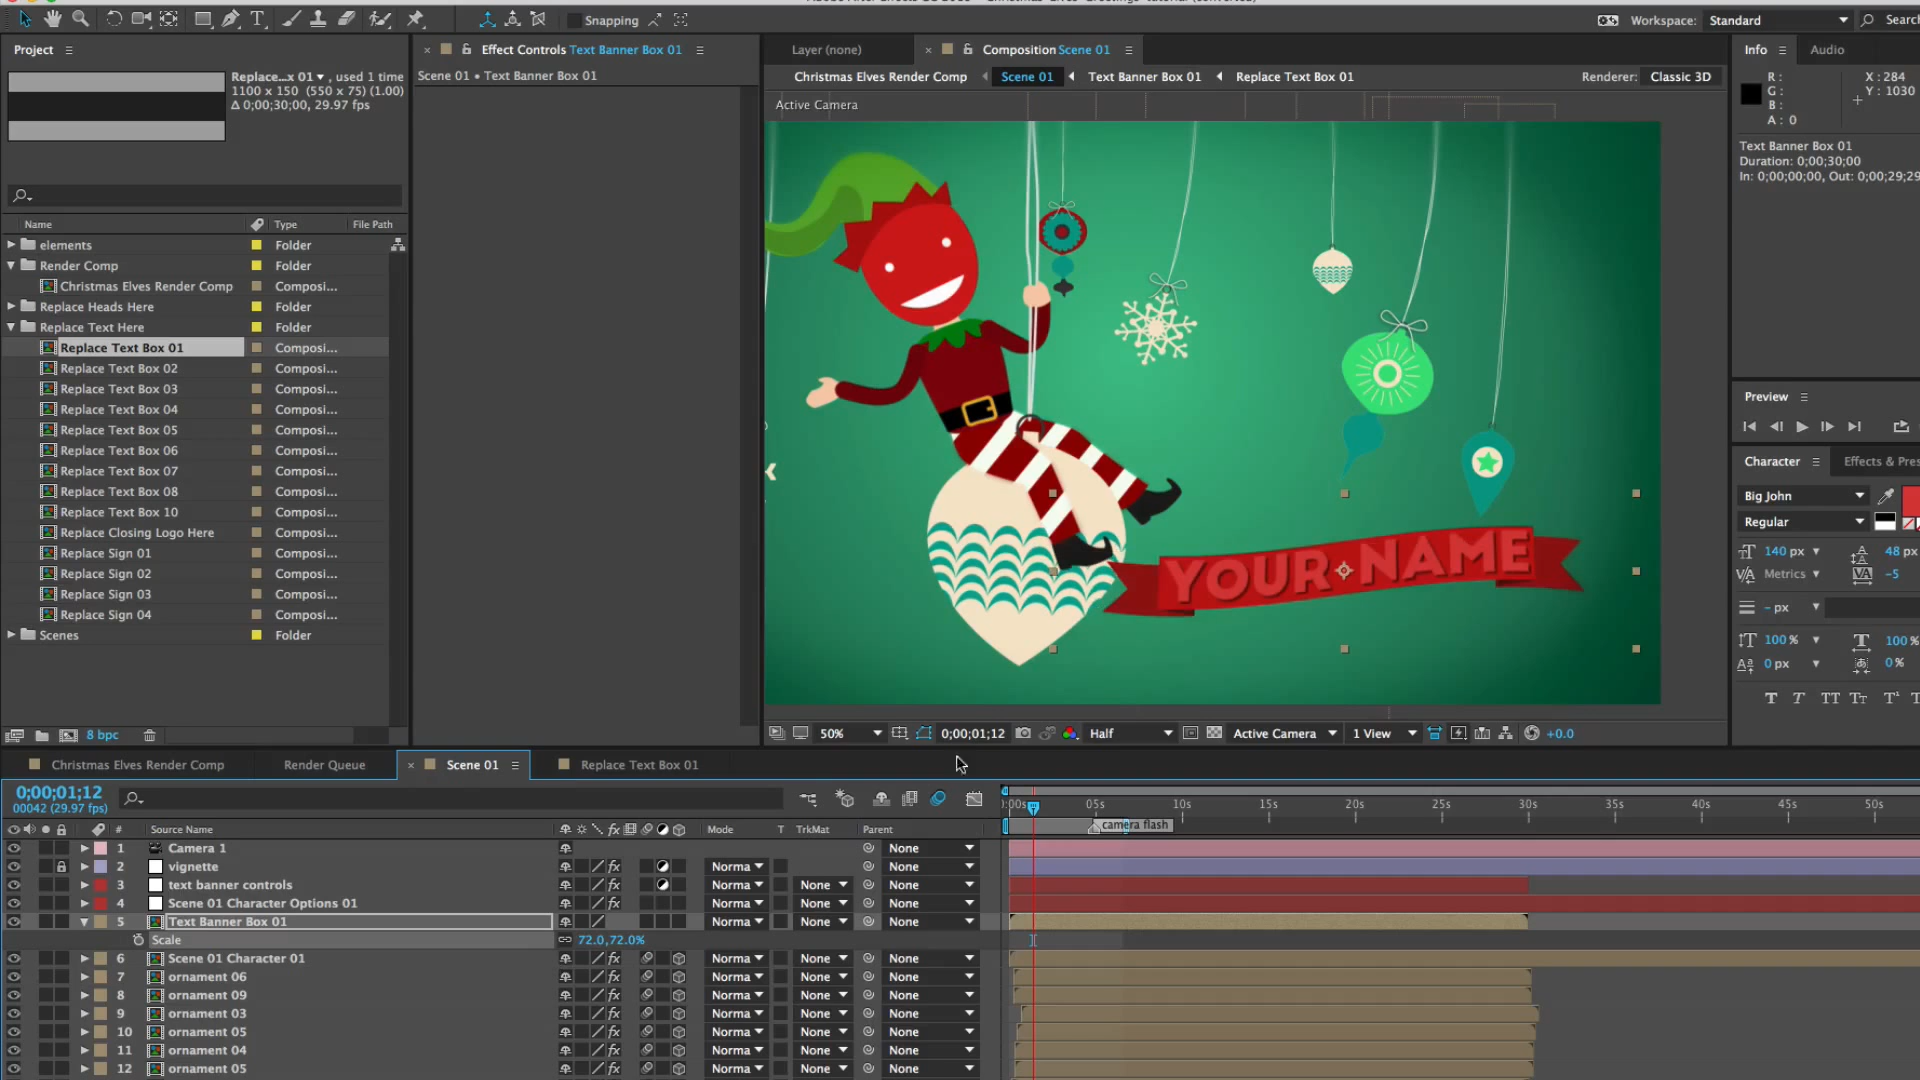 Snapping
Workspace: Standard
Search
Project
Effect Controls Text Banner Box 01
Layer (none)
Composition Scene 01
Info
Audio
Replace...x 01 , used 1 time
1100 x 150 (550 x 75) (1.00)
Δ 0;00;30;00, 29.97 fps
Scene 01 • Text Banner Box 01
Christmas Elves Render Comp
Scene 01
Text Banner Box 01
Replace Text Box 01
Renderer: Classic 3D
Active Camera
R :
G :
B :
A : 0
X : 284
Y : 1030
Text Banner Box 01
Duration: 0;00;30;00
In: 0;00;00;00, Out: 0;00;29;29
Name
Type
File Path
elements Folder
Render Comp Folder
Christmas Elves Render Comp Composi...
Replace Heads Here Folder
Replace Text Here Folder
Replace Text Box 01 Composi...
Replace Text Box 02 Composi...
Replace Text Box 03 Composi...
Replace Text Box 04 Composi...
Replace Text Box 05 Composi...
Replace Text Box 06 Composi...
Replace Text Box 07 Composi...
Replace Text Box 08 Composi...
Replace Text Box 10 Composi...
Replace Closing Logo Here Composi...
Replace Sign 01 Composi...
Replace Sign 02 Composi...
Replace Sign 03 Composi...
Replace Sign 04 Composi...
Scenes Folder
YOUR NAME
Preview
Character
Effects & Pres
Big John
Regular
140 px
48 px
Metrics
-5
- px
100 %
100 %
0 px
0 %
8 bpc
50%
0;00;01;12
Half
Active Camera
1 View
+0.0
Christmas Elves Render Comp
Render Queue
Scene 01
Replace Text Box 01
0;00;01;12
00042 (29.97 fps)
:00s 05s 10s 15s 20s 25s 30s 35s 40s 45s 50s
camera flash
# Source Name Mode T TrkMat Parent
1 Camera 1 None
2 vignette Norma None
3 text banner controls Norma None None
4 Scene 01 Character Options 01 Norma None None
5 Text Banner Box 01 Norma None None
Scale 72.0,72.0%
6 Scene 01 Character 01 Norma None None
7 ornament 06 Norma None None
8 ornament 09 Norma None None
9 ornament 03 Norma None None
10 ornament 05 Norma None None
11 ornament 04 Norma None None
12 ornament 05 Norma None None